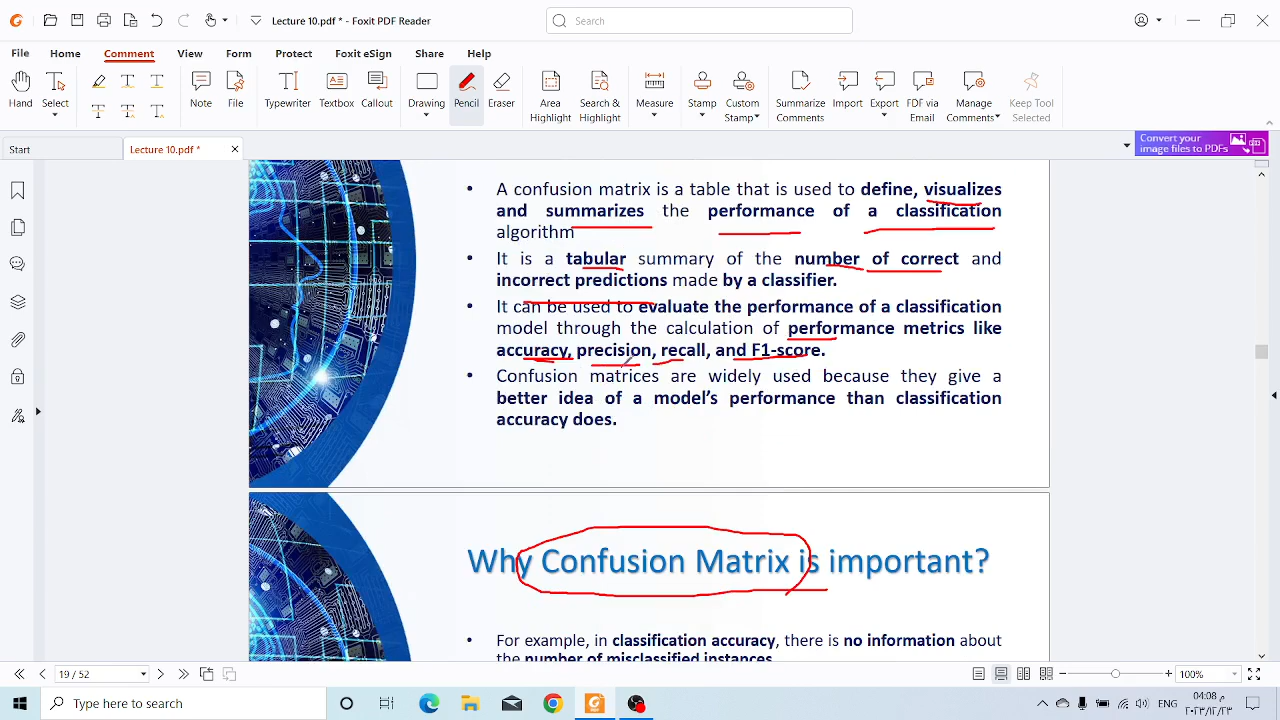 Lecture 10.pdf * - Foxit PDF Reader
Search
File Home Comment View Form Protect Foxit eSign Share Help
Hand Select Note File Typewriter Textbox Callout Drawing Pencil Eraser Area Highlight Search & Highlight Measure Stamp Custom Stamp Summarize Comments Import Export FDF via Email Manage Comments Keep Tool Selected
Start Lecture 10.pdf *
Convert your
image files to PDFs
• A confusion matrix is a table that is used to define, visualizes
and summarizes the performance of a classification
algorithm
• It is a tabular summary of the number of correct and
incorrect predictions made by a classifier.
• It can be used to evaluate the performance of a classification
model through the calculation of performance metrics like
accuracy, precision, recall, and F1-score.
• Confusion matrices are widely used because they give a
better idea of a model's performance than classification
accuracy does.
Why Confusion Matrix is important?
• For example, in classification accuracy, there is no information about
the number of misclassified instances.
19 / 52
100%
Type here to search
ENG
04:08 م
٢٠٢٣/١٢/٢٣